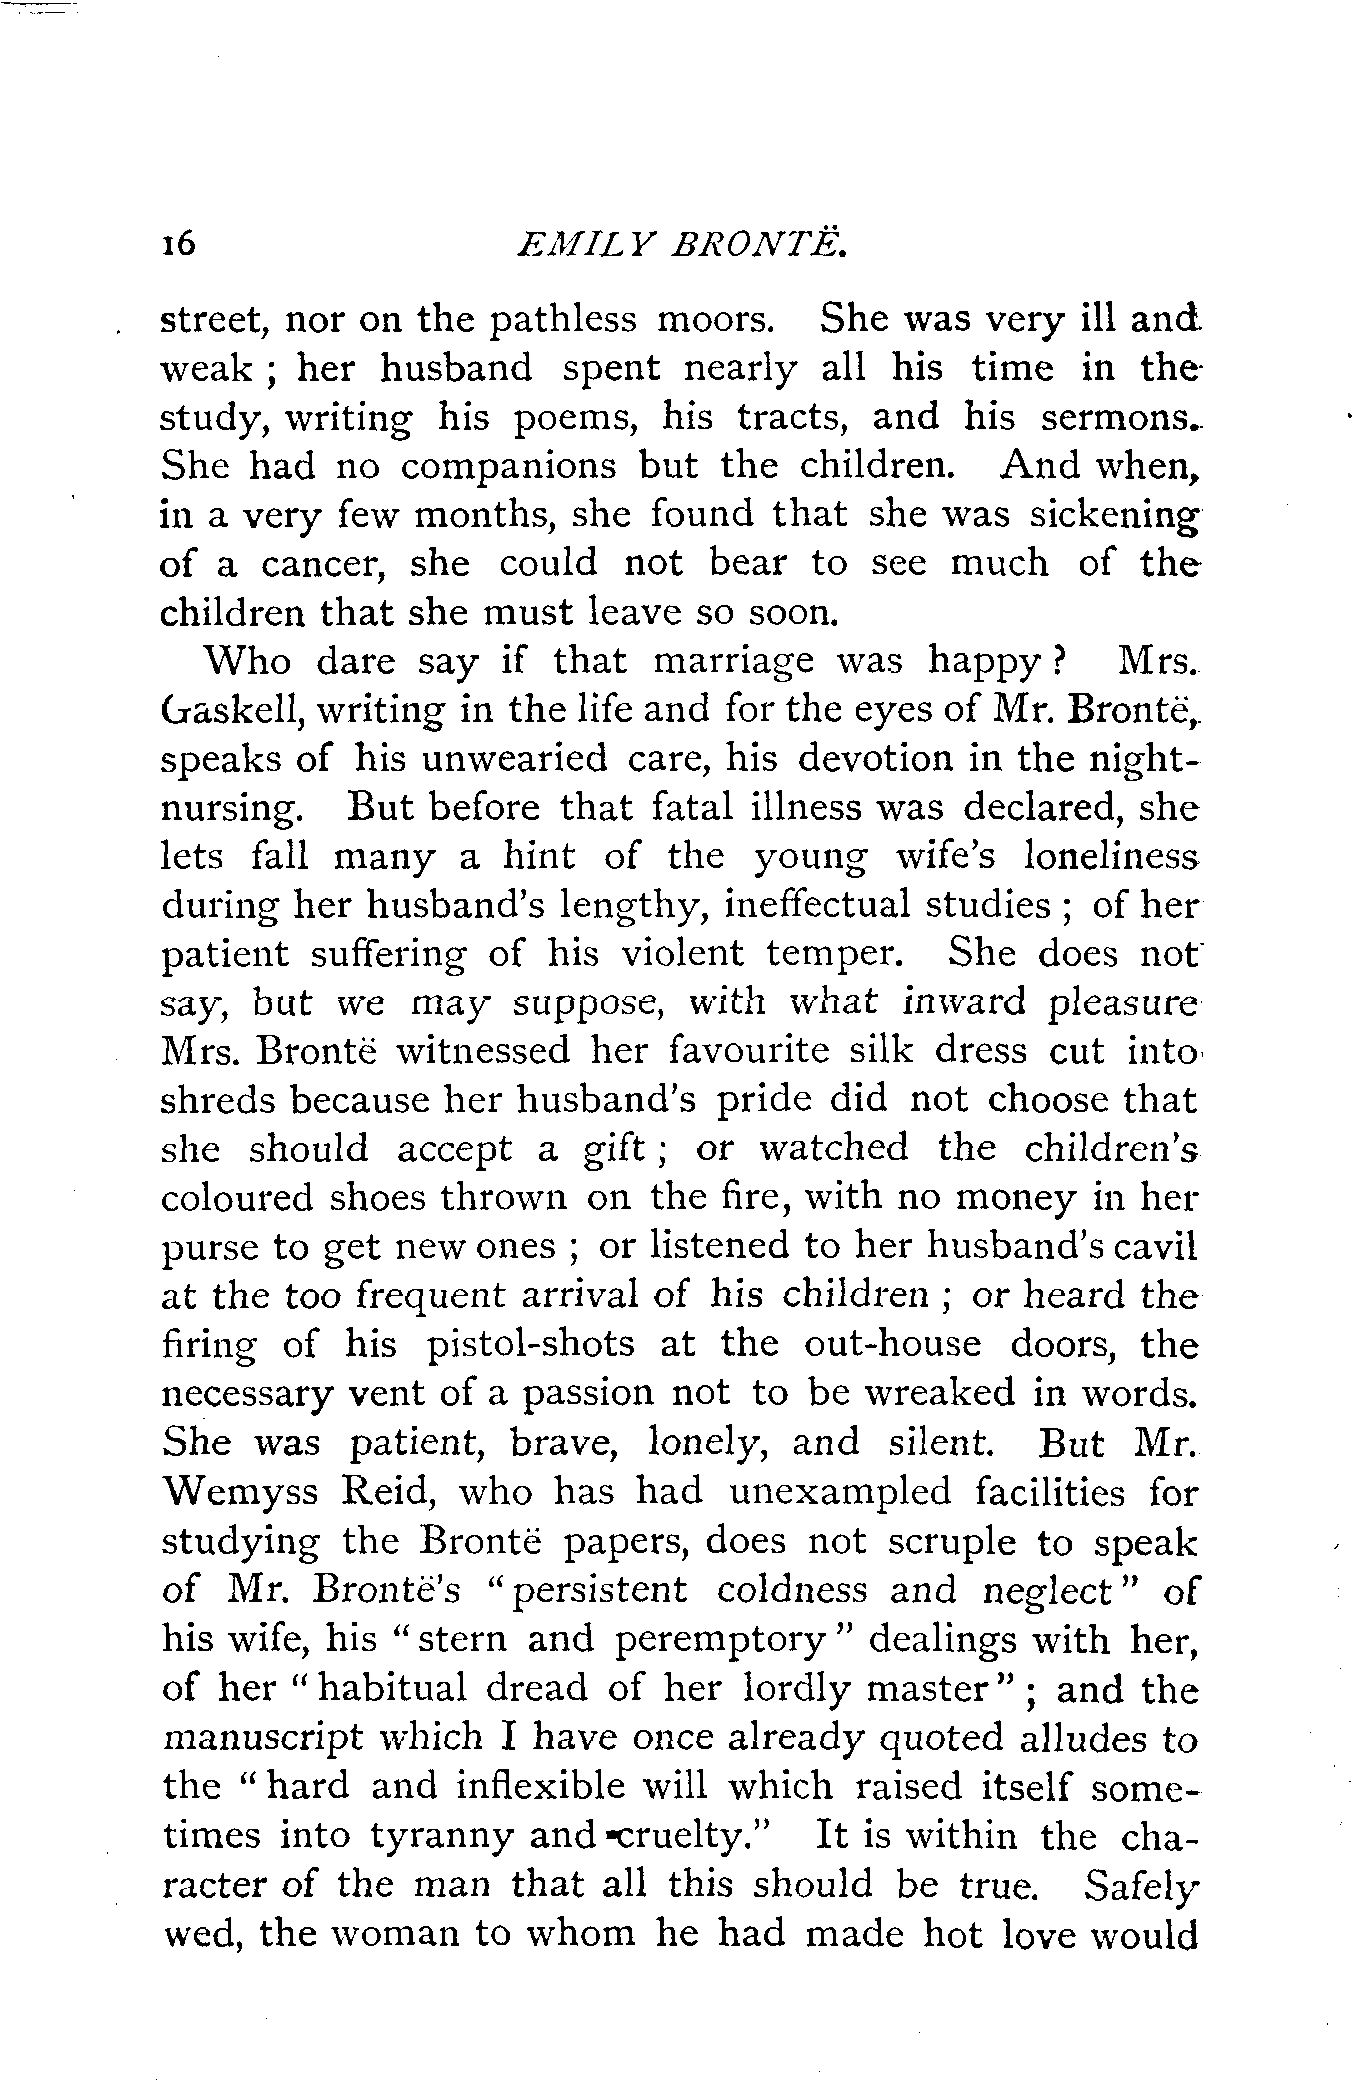 16 EMILY BRONTË.
street, nor on the pathless moors. She was very ill and
weak ; her husband spent nearly all his time in the
study, writing his poems, his tracts, and his sermons.
She had no companions but the children. And when,
in a very few months, she found that she was sickening
of a cancer, she could not bear to see much of the
children that she must leave so soon.
Who dare say if that marriage was happy ? Mrs.
Gaskell, writing in the life and for the eyes of Mr. Brontë,
speaks of his unwearied care, his devotion in the night-
nursing. But before that fatal illness was declared, she
lets fall many a hint of the young wife's loneliness
during her husband's lengthy, ineffectual studies ; of her
patient suffering of his violent temper. She does not
say, but we may suppose, with what inward pleasure
Mrs. Brontë witnessed her favourite silk dress cut into
shreds because her husband's pride did not choose that
she should accept a gift ; or watched the children's
coloured shoes thrown on the fire, with no money in her
purse to get new ones ; or listened to her husband's cavil
at the too frequent arrival of his children ; or heard the
firing of his pistol-shots at the out-house doors, the
necessary vent of a passion not to be wreaked in words.
She was patient, brave, lonely, and silent. But Mr.
Wemyss Reid, who has had unexampled facilities for
studying the Brontë papers, does not scruple to speak
of Mr. Brontë's "persistent coldness and neglect" of
his wife, his "stern and peremptory" dealings with her,
of her "habitual dread of her lordly master" ; and the
manuscript which I have once already quoted alludes to
the "hard and inflexible will which raised itself some-
times into tyranny and cruelty." It is within the cha-
racter of the man that all this should be true. Safely
wed, the woman to whom he had made hot love would